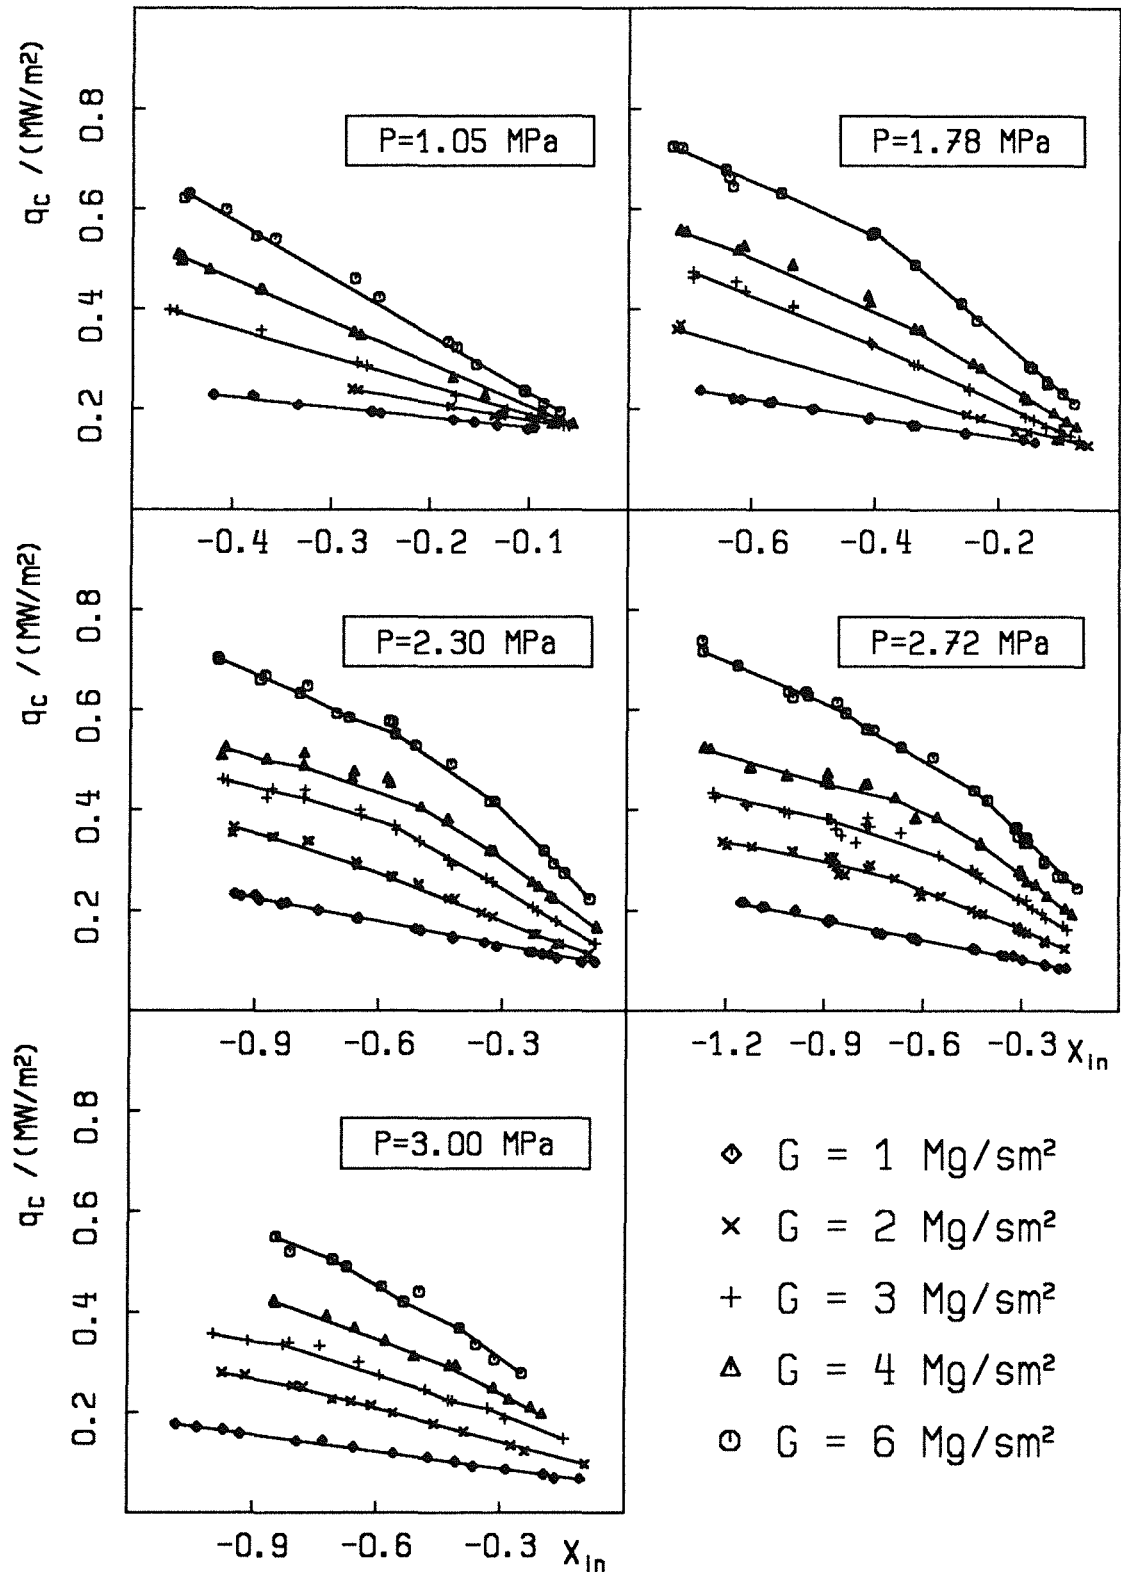 q_c /(MW/m²)
0.8
0.6
0.4
0.2
P=1.05 MPa
P=1.78 MPa
-0.4 -0.3 -0.2 -0.1
-0.6 -0.4 -0.2
q_c /(MW/m²)
0.8
0.6
0.4
0.2
P=2.30 MPa
P=2.72 MPa
-0.9 -0.6 -0.3
-1.2 -0.9 -0.6 -0.3 X_in
q_c /(MW/m²)
0.8
0.6
0.4
0.2
P=3.00 MPa
-0.9 -0.6 -0.3 X_in
G = 1 Mg/sm²
G = 2 Mg/sm²
G = 3 Mg/sm²
G = 4 Mg/sm²
G = 6 Mg/sm²